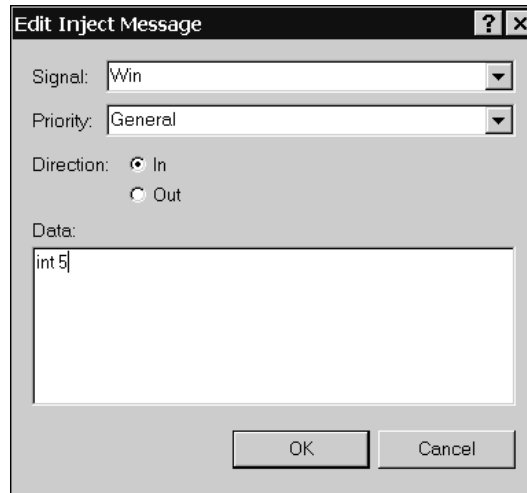 Edit Inject Message
Signal: Win
Priority: General
Direction: In
Out
Data:
int 5
OK Cancel